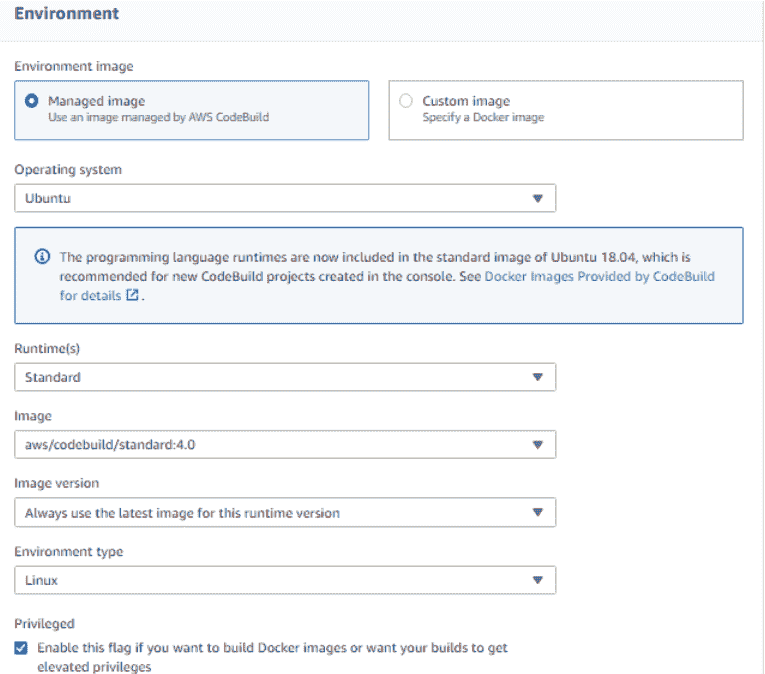 Environment
Environment image
Managed image
Use an image managed by AWS CodeBuild
Custom image
Specify a Docker image
Operating system
Ubuntu
The programming language runtimes are now included in the standard image of Ubuntu 18.04, which is
recommended for new CodeBuild projects created in the console. See Docker Images Provided by CodeBuild
for details.
Runtime(s)
Standard
Image
aws/codebuild/standard:4.0
Image version
Always use the latest image for this runtime version
Environment type
Linux
Privileged
Enable this flag if you want to build Docker images or want your builds to get
elevated privileges